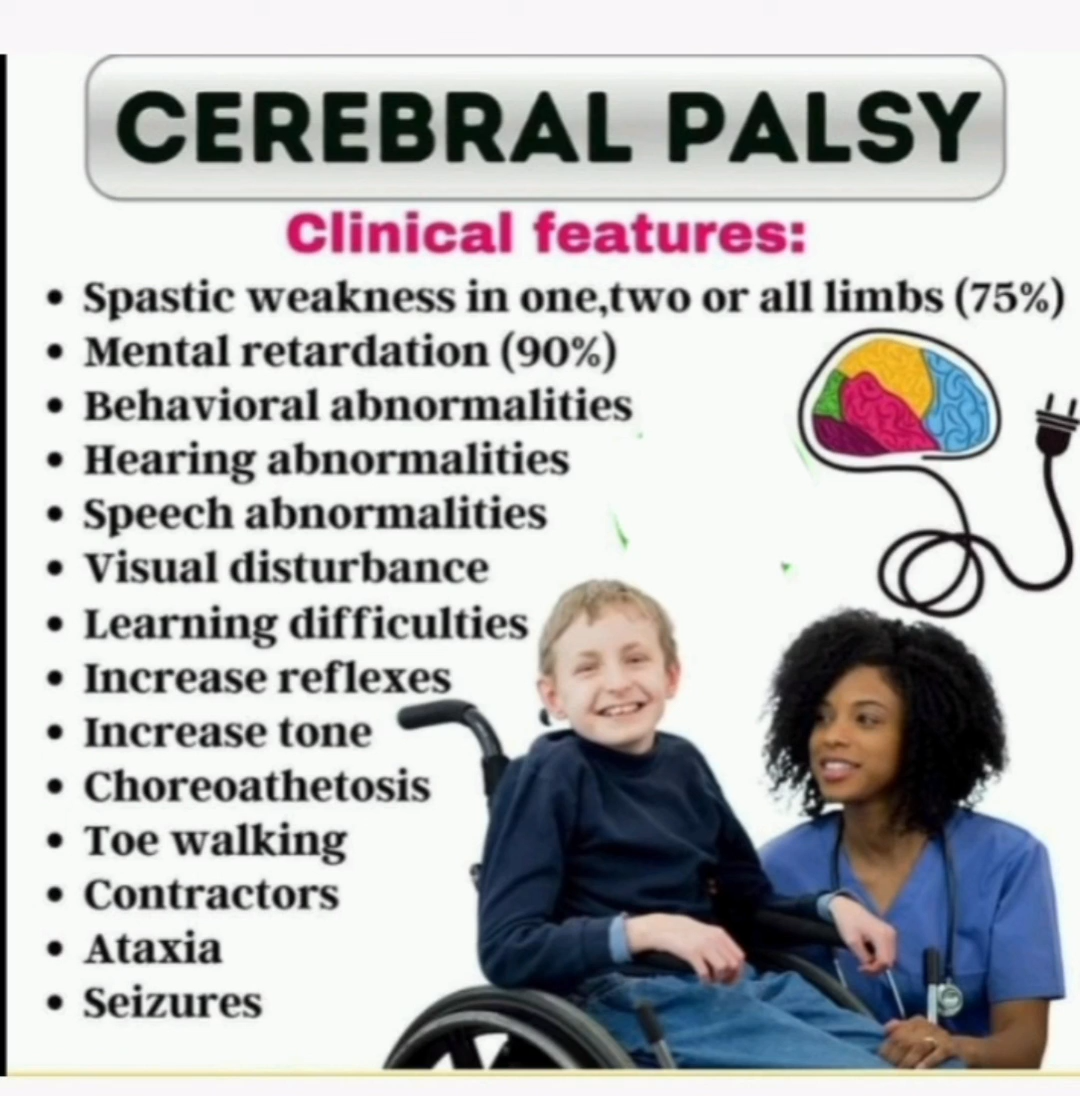 CEREBRAL PALSY
Clinical features:
• Spastic weakness in one,two or all limbs (75%)
• Mental retardation (90%)
• Behavioral abnormalities
• Hearing abnormalities
• Speech abnormalities
• Visual disturbance
• Learning difficulties
• Increase reflexes
• Increase tone
• Choreoathetosis
• Toe walking
• Contractors
• Ataxia
• Seizures